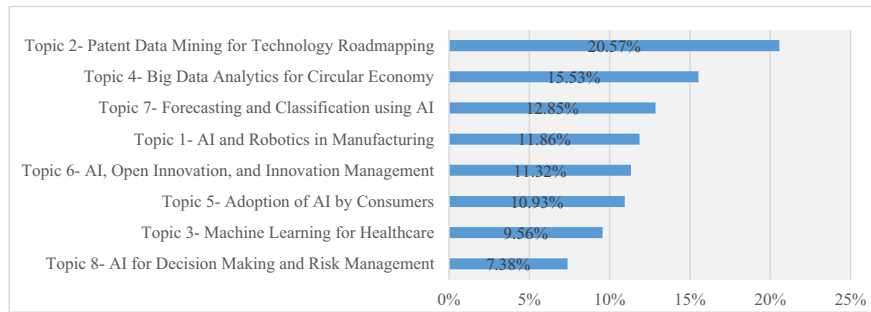 Topic 2- Patent Data Mining for Technology Roadmapping 20.57%
Topic 4- Big Data Analytics for Circular Economy 15.53%
Topic 7- Forecasting and Classification using AI 12.85%
Topic 1- AI and Robotics in Manufacturing 11.86%
Topic 6- AI, Open Innovation, and Innovation Management 11.32%
Topic 5- Adoption of AI by Consumers 10.93%
Topic 3- Machine Learning for Healthcare 9.56%
Topic 8- AI for Decision Making and Risk Management 7.38%
0% 5% 10% 15% 20% 25%